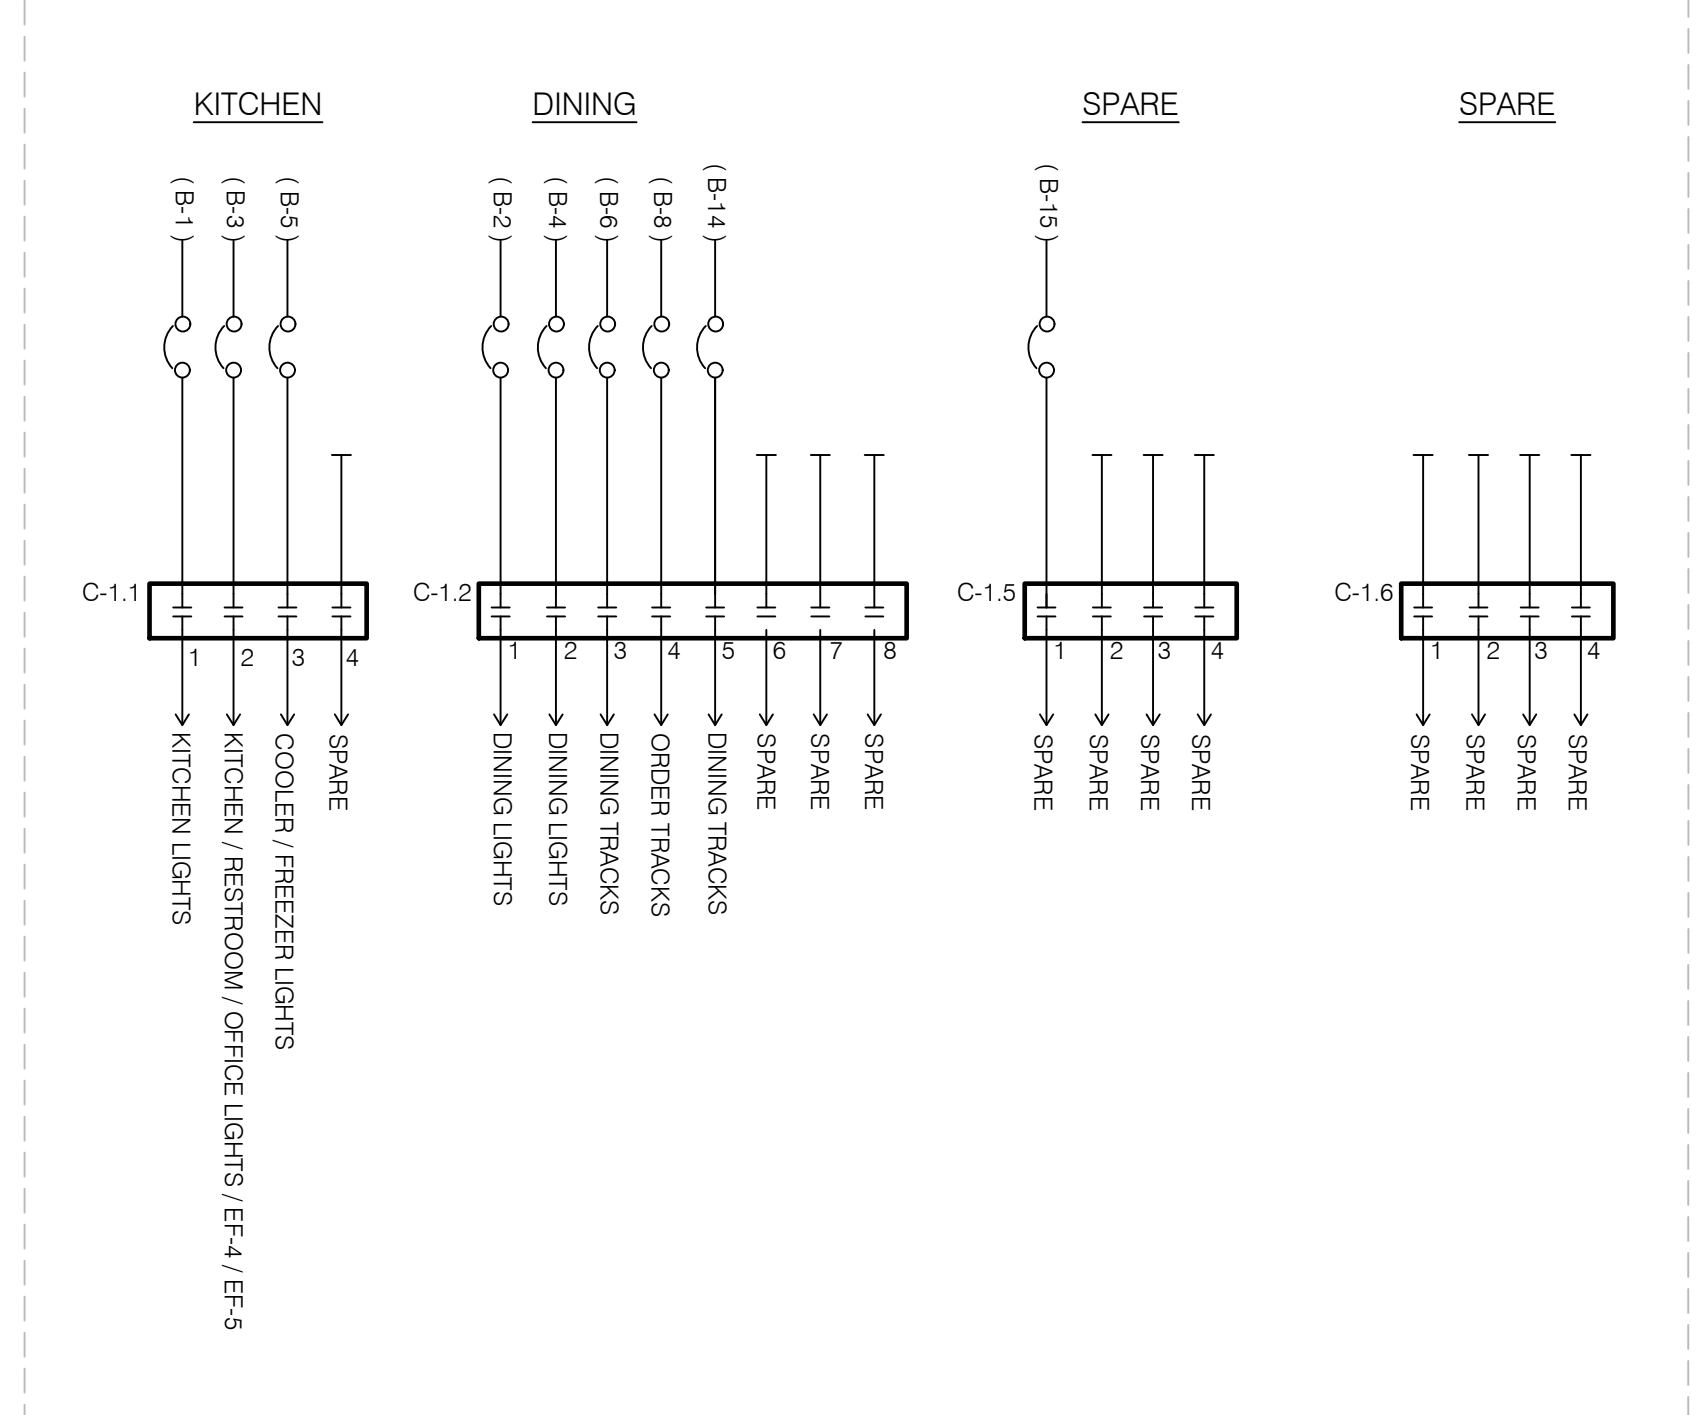 KITCHEN
DINING
SPARE
SPARE
( B-1 )
( B-3 )
( B-5 )
( B-2 )
( B-4 )
( B-6 )
( B-8 )
( B-14 )
( B-15 )
C-1.1
C-1.2
C-1.5
C-1.6
1
2
3
4
1
2
3
4
5
6
7
8
1
2
3
4
1
2
3
4
KITCHEN LIGHTS
KITCHEN / RESTROOM / OFFICE LIGHTS / EF-4 / EF-5
COOLER / FREEZER LIGHTS
SPARE
DINING LIGHTS
DINING LIGHTS
DINING TRACKS
ORDER TRACKS
DINING TRACKS
SPARE
SPARE
SPARE
SPARE
SPARE
SPARE
SPARE
SPARE
SPARE
SPARE
SPARE